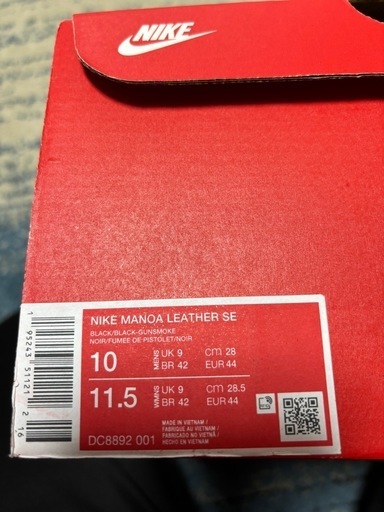 NIKE
NIKE MANOA LEATHER SE
BLACK/BLACK-GUNSMOKE
NOIR/FUMEE DE PISTOLET/NOIR
10 MENS UK 9 cm 28
BR 42 EUR 44
11.5 WMNS UK 9 cm 28.5
BR 42 EUR 44
MADE IN VIETNAM /
FABRIQUE AU VIETNAM /
FABRICADO NO VIETNÃ /
HECHO EN VIETNAM
DC8892 001
1 95243 51121 2 16